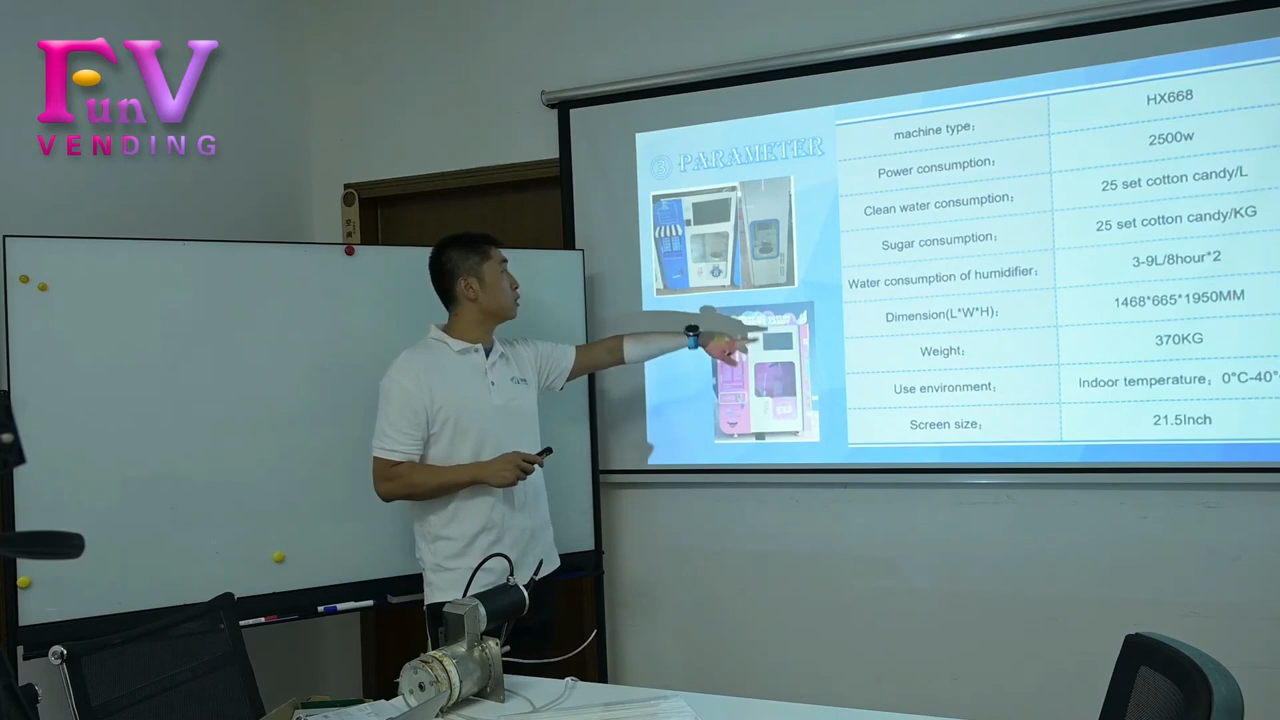 FunV
VENDING
PARAMETER
machine type: HX668
Power consumption: 2500w
Clean water consumption: 25 set cotton candy/L
Sugar consumption: 25 set cotton candy/KG
Water consumption of humidifier: 3-9L/8hour*2
Dimension(L*W*H): 1468*665*1950MM
Weight: 370KG
Use environment: Indoor temperature: 0°C-40°
Screen size: 21.5Inch